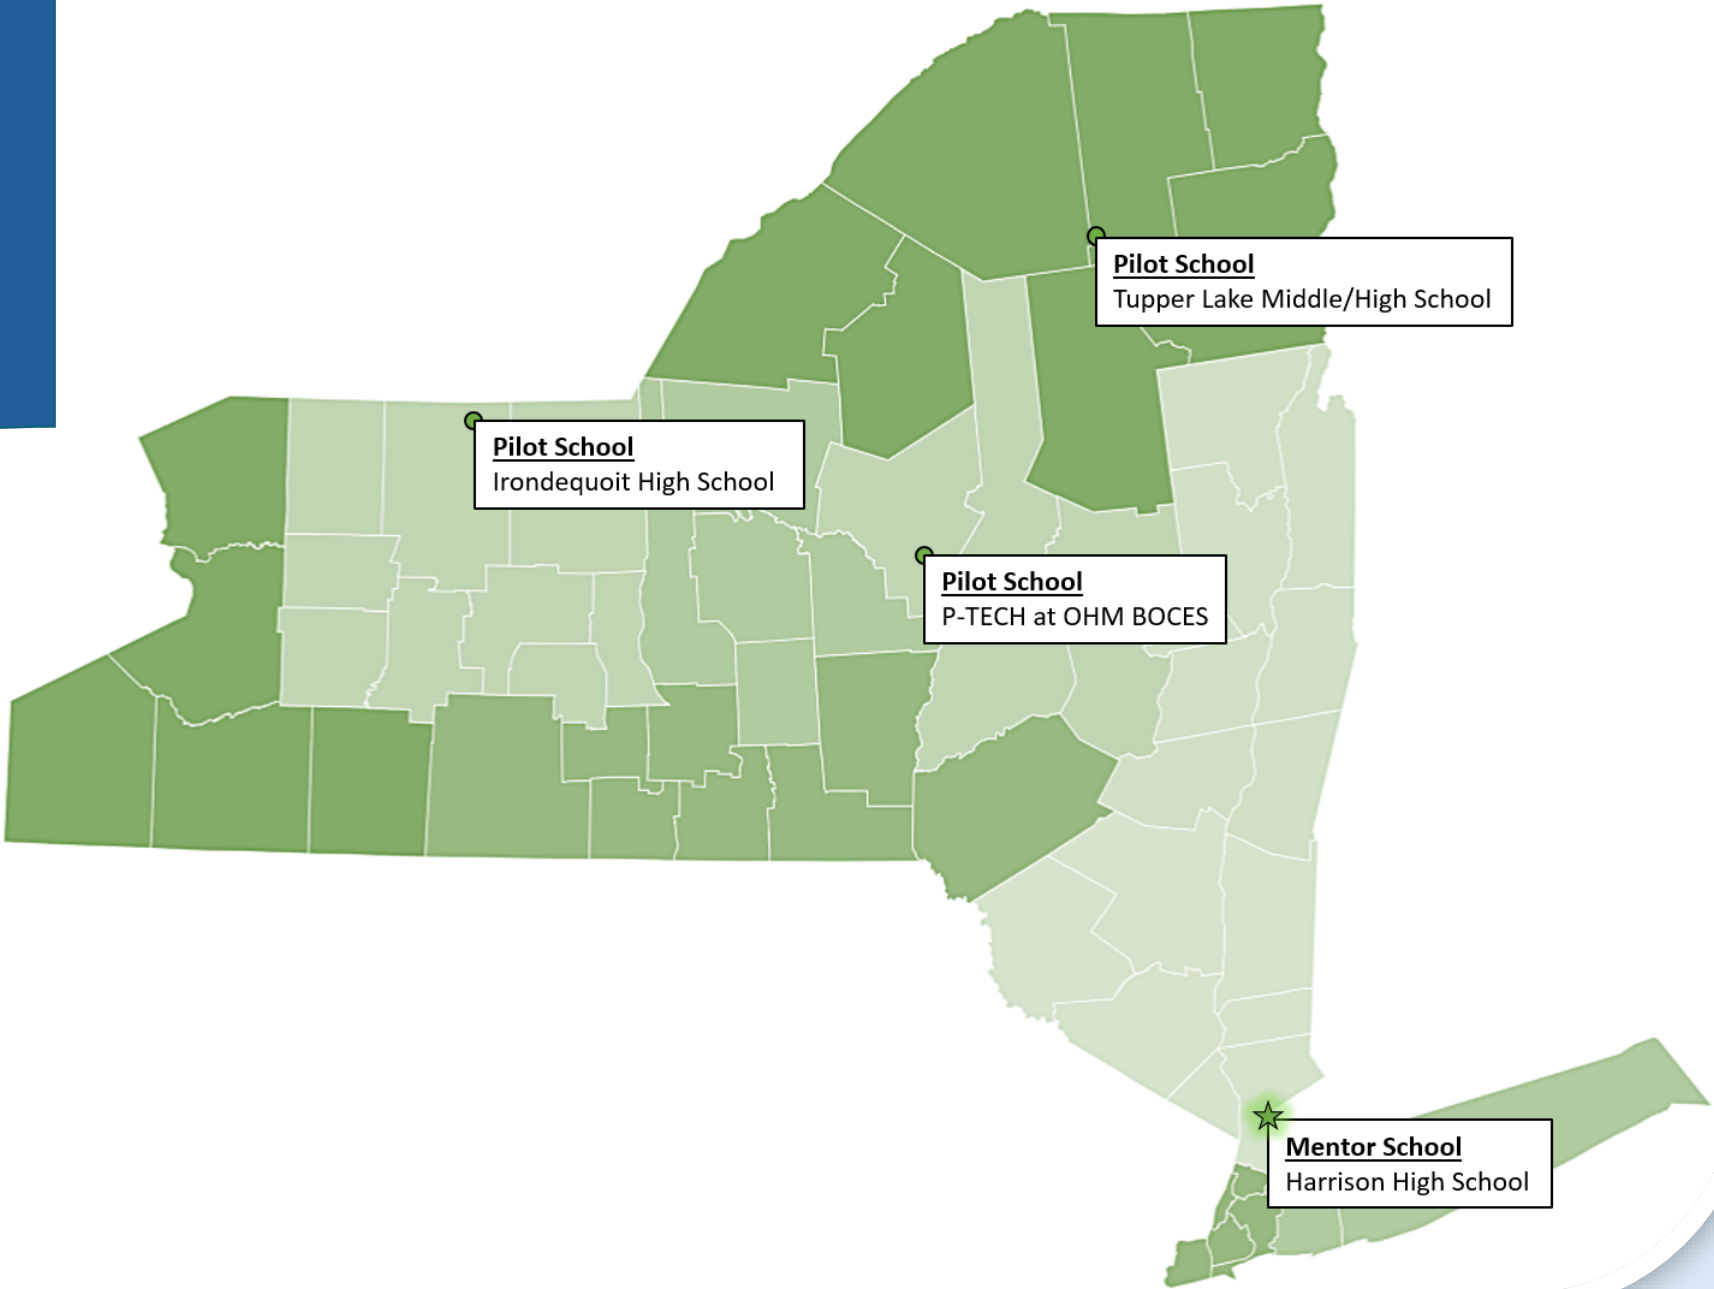 Pilot School
Tupper Lake Middle/High School
Pilot School
Irondequoit High School
Pilot School
P-TECH at OHM BOCES
Mentor School
Harrison High School